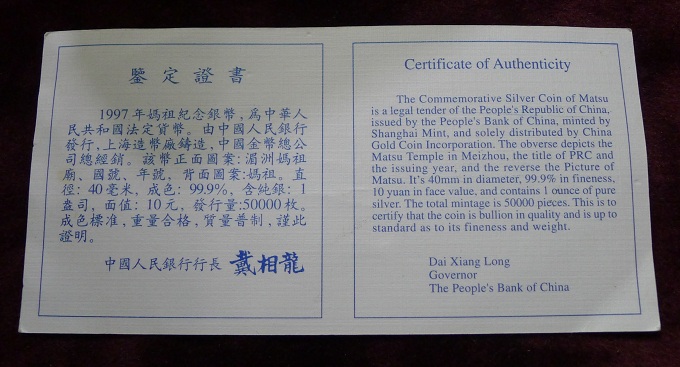 鑒定證書
1997年媽祖紀念銀幣，為中華人
民共和國法定貨幣。由中國人民銀行
發行，上海造幣廠鑄造，中國金幣總公
司總經銷。該幣正面圖案：湄洲媽祖
廟、國號、年號，背面圖案：媽祖。直
徑：40毫米，成色：99.9%，含純銀：1
盎司，面值：10元，發行量：50000枚。
成色標准，重量合格，質量普制，謹此
證明。
中國人民銀行行長 戴相龍
Certificate of Authenticity
The Commemorative Silver Coin of Matsu
is a legal tender of the People's Republic of China,
issued by the People's Bank of China, minted by
Shanghai Mint, and solely distributed by China
Gold Coin Incorporation. The obverse depicts the
Matsu Temple in Meizhou, the title of PRC and
the issuing year, and the reverse the Picture of
Matsu. It's 40mm in diameter, 99.9% in fineness,
10 yuan in face value, and contains 1 ounce of pure
silver. The total mintage is 50000 pieces. This is to
certify that the coin is bullion in quality and is up to
standard as to its fineness and weight.
Dai Xiang Long
Governor
The People's Bank of China